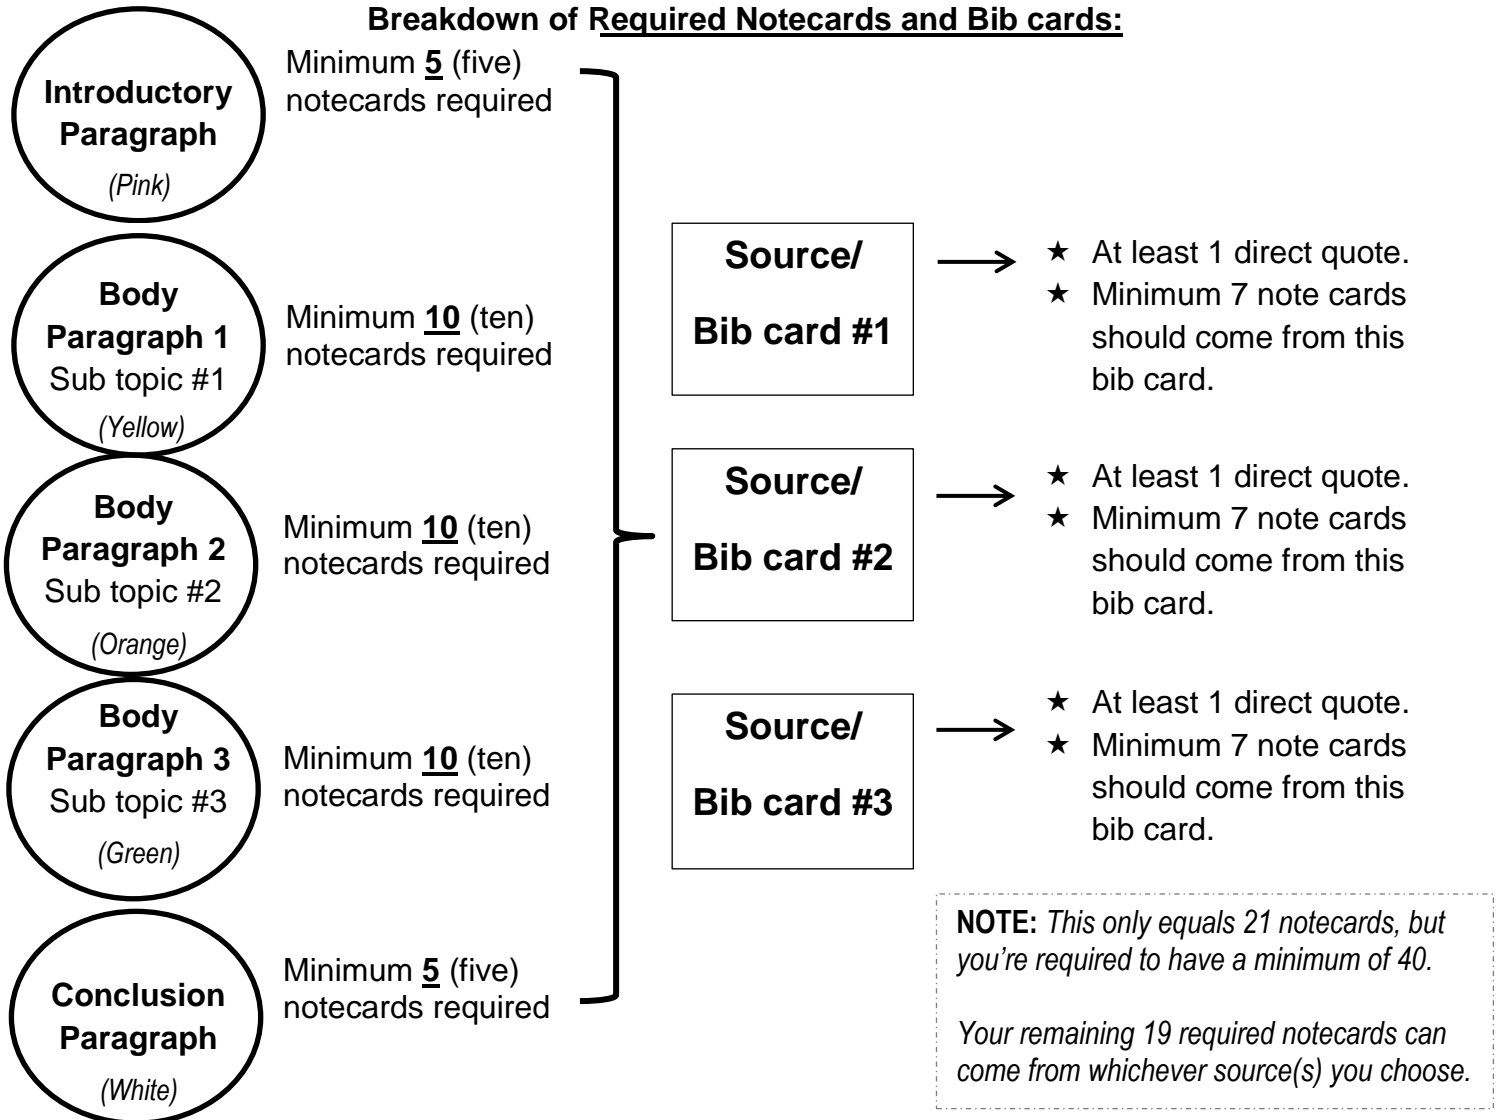 Breakdown of Required Notecards and Bib cards:
Introductory
Paragraph
(Pink)
Minimum 5 (five)
notecards required
Body
Paragraph 1
Sub topic #1
(Yellow)
Minimum 10 (ten)
notecards required
Body
Paragraph 2
Sub topic #2
(Orange)
Minimum 10 (ten)
notecards required
Body
Paragraph 3
Sub topic #3
(Green)
Minimum 10 (ten)
notecards required
Conclusion
Paragraph
(White)
Minimum 5 (five)
notecards required
Source/
Bib card #1
★ At least 1 direct quote.
★ Minimum 7 note cards
should come from this
bib card.
Source/
Bib card #2
★ At least 1 direct quote.
★ Minimum 7 note cards
should come from this
bib card.
Source/
Bib card #3
★ At least 1 direct quote.
★ Minimum 7 note cards
should come from this
bib card.
NOTE: This only equals 21 notecards, but
you're required to have a minimum of 40.
Your remaining 19 required notecards can
come from whichever source(s) you choose.